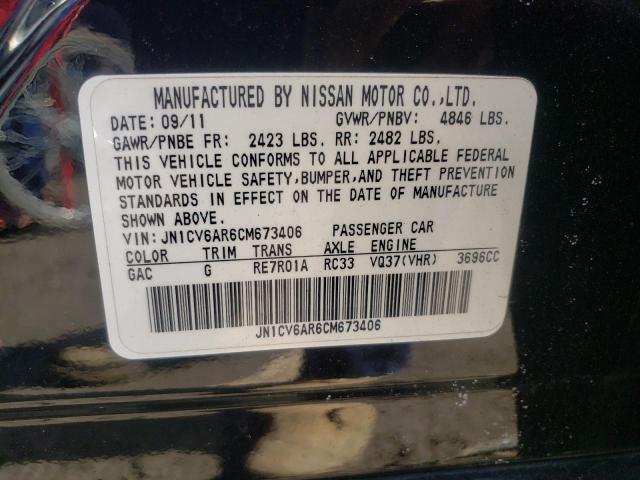 MANUFACTURED BY NISSAN MOTOR CO.,LTD.
DATE: 09/11 GVWR/PNBV: 4846 LBS.
GAWR/PNBE FR: 2423 LBS. RR: 2482 LBS.
THIS VEHICLE CONFORMS TO ALL APPLICABLE FEDERAL
MOTOR VEHICLE SAFETY,BUMPER,AND THEFT PREVENTION
STANDARDS IN EFFECT ON THE DATE OF MANUFACTURE
SHOWN ABOVE.
VIN:JN1CV6AR6CM673406 PASSENGER CAR
COLOR TRIM TRANS AXLE ENGINE
GAC G RE7R01A RC33 VQ37(VHR) 3696CC
JN1CV6AR6CM673406